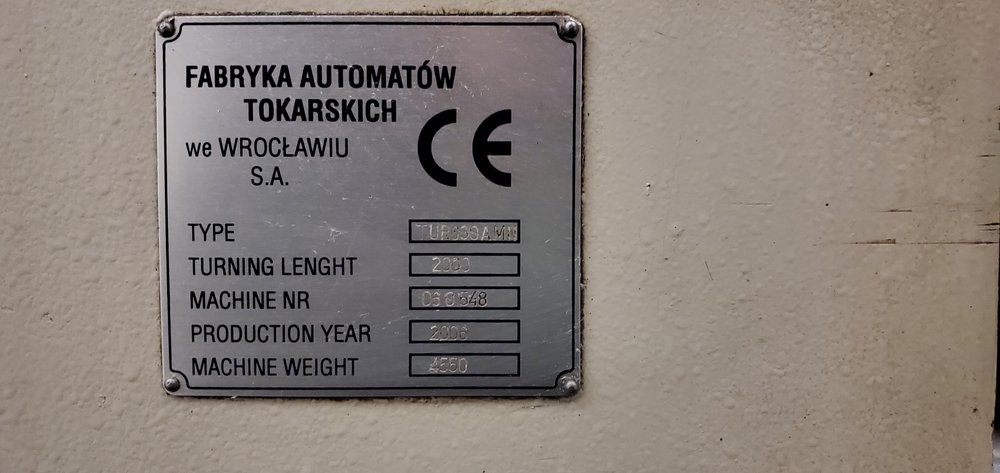 FABRYKA AUTOMATÓW
TOKARSKICH
we WROCŁAWIU
S.A.
CE
TYPE
TURNING LENGHT 2000
MACHINE NR
PRODUCTION YEAR 2006
MACHINE WEIGHT 4550